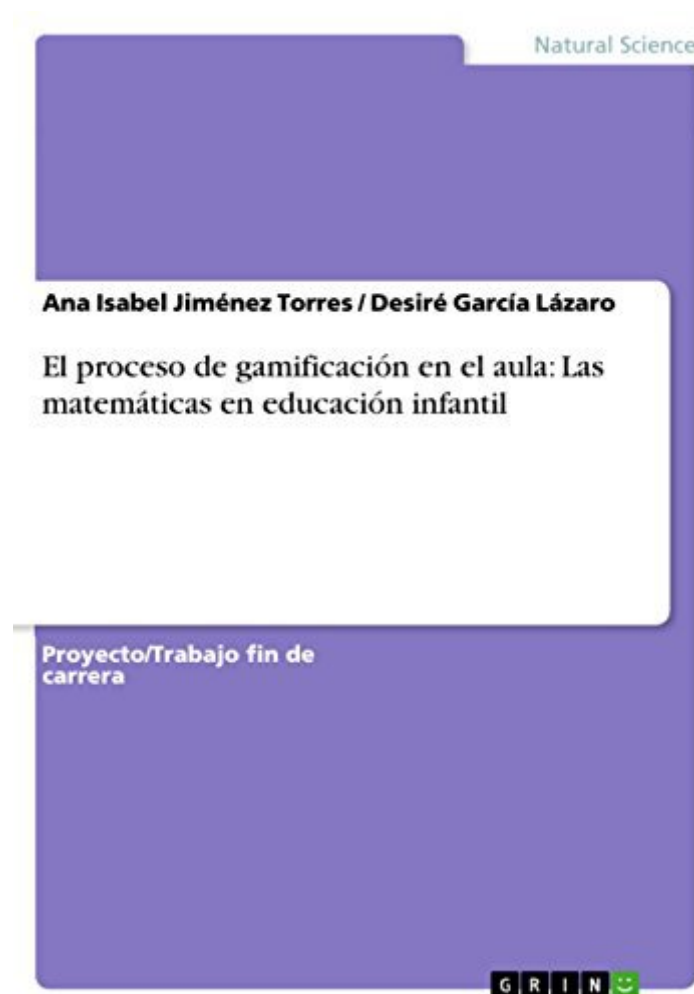 Natural Science
Ana Isabel Jiménez Torres / Desiré García Lázaro
El proceso de gamificación en el aula: Las
matemáticas en educación infantil
Proyecto/Trabajo fin de
carrera
GRIN